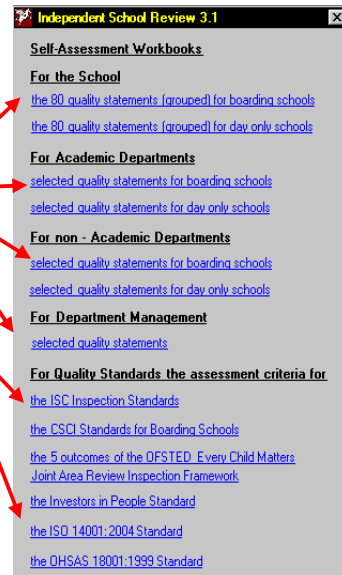 Independent School Review 3.1
Self-Assessment Workbooks
For the School
the 80 quality statements (grouped) for boarding schools
the 80 quality statements (grouped) for day only schools
For Academic Departments
selected quality statements for boarding schools
selected quality statements for day only schools
For non - Academic Departments
selected quality statements for boarding schools
selected quality statements for day only schools
For Department Management
selected quality statements
For Quality Standards the assessment criteria for
the ISC Inspection Standards
the CSCI Standards for Boarding Schools
the 5 outcomes of the OFSTED Every Child Matters
Joint Area Review Inspection Framework
the Investors in People Standard
the ISO 14001:2004 Standard
the OHSAS 18001:1999 Standard